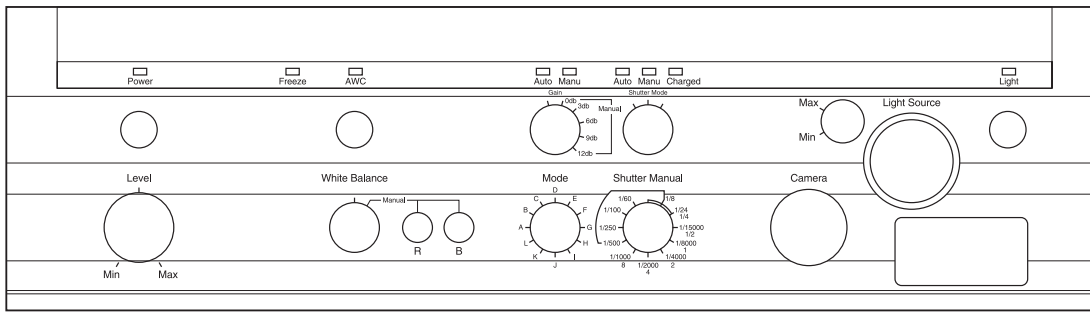 Power Freeze AWC Auto Manu Auto Manu Charged Light
Gain Shutter Mode
0db
3db
6db
9db
12db
Manual
Max
Min
Light Source
Level White Balance Mode Shutter Manual Camera
Manual
R B
Min Max
D
C E
B F
A G
L H
K I
J
1/60 1/8
1/100 1/24
1/4
1/250 1/15000
1/2
1/500 1/8000
1
1/1000 1/2000 1/4000
8 4 2